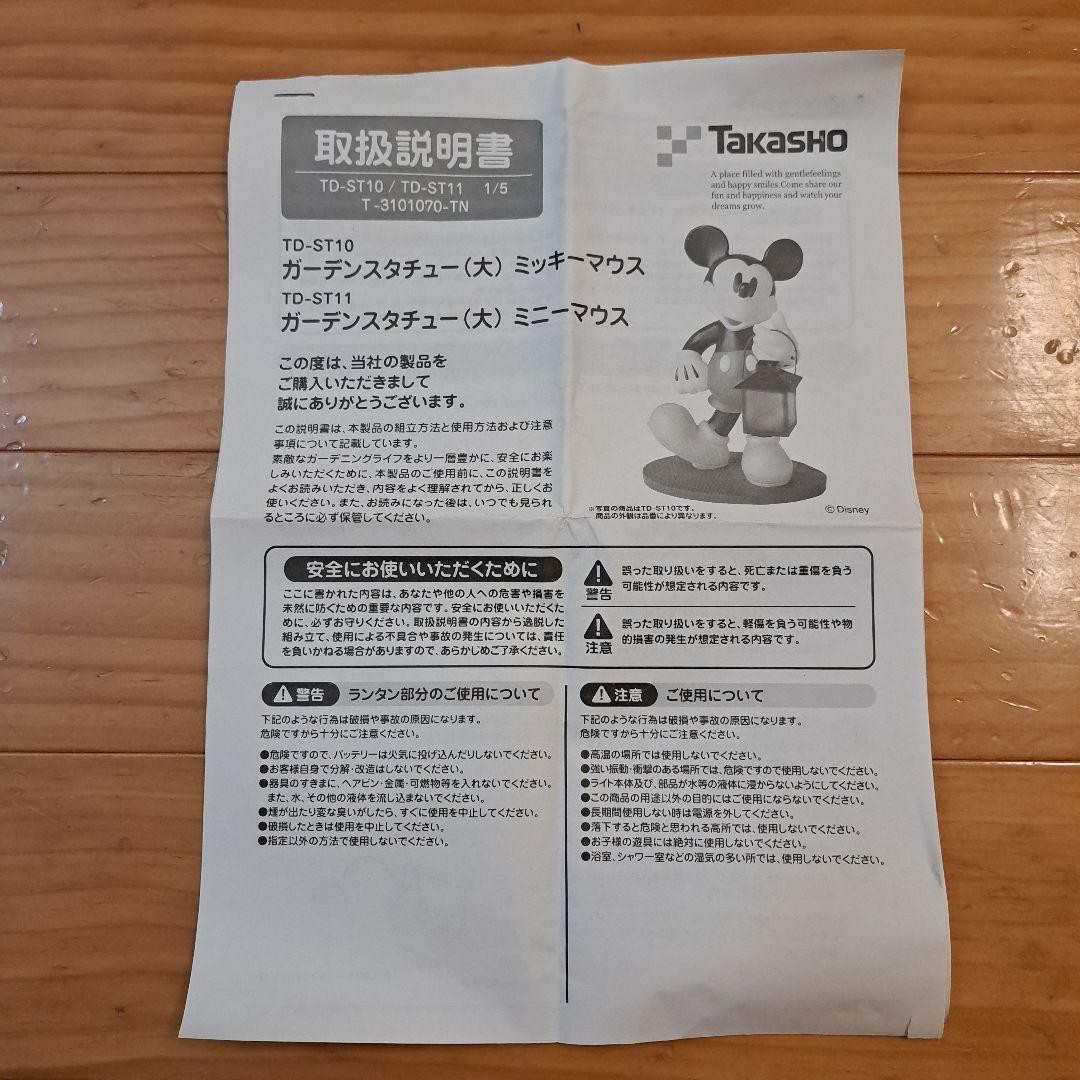 取扱説明書
TD-ST10 / TD-ST11 1/5
T-3101070-TN
TAKASHO
A place filled with gentlefeelings
and happy smiles.Come share our
fun and happiness and watch your
dreams grow.
TD-ST10
ガーデンスタチュー(大) ミッキーマウス
TD-ST11
ガーデンスタチュー(大) ミニーマウス
この度は、当社の製品を
ご購入いただきまして
誠にありがとうございます。
この説明書は、本製品の組立方法と使用方法および注意
事項について記載しています。
素敵なガーデニングライフをより一層豊かに、安全にお楽
しみいただくために、本製品のご使用前に、この説明書を
よくお読みいただき、内容をよく理解されてから、正しくお
使いください。また、お読みになった後は、いつでも見られ
るところに必ず保管してください。
※写真の商品はTD-ST10です。
商品の外観は品番により異なります。
© Disney
安全にお使いいただくために
ここに書かれた内容は、あなたや他の人への危害や損害を
未然に防ぐための重要な内容です。安全にお使いいただくた
めに、必ずお守りください。取扱説明書の内容から逸脱した
組み立て、使用による不具合や事故の発生については、責任
を負いかねる場合がありますので、あらかじめご了承ください。
警告
誤った取り扱いをすると、死亡または重傷を負う
可能性が想定される内容です。
注意
誤った取り扱いをすると、軽傷を負う可能性や物
的損害の発生が想定される内容です。
警告 ランタン部分のご使用について
下記のような行為は破損や事故の原因になります。
危険ですから十分にご注意ください。
●危険ですので、バッテリーは火気に投げ込んだりしないでください。
●お客様自身で分解・改造はしないでください。
●器具のすきまに、ヘアピン・金属・可燃物等を入れないでください。
また、水、その他の液体を流し込まないでください。
●煙が出たり変な臭いがしたら、すぐに使用を中止してください。
●破損したときは使用を中止してください。
●指定以外の方法で使用しないでください。
注意 ご使用について
下記のような行為は破損や事故の原因になります。
危険ですから十分にご注意ください。
●高温の場所では使用しないでください。
●強い振動・衝撃のある場所では、危険ですので使用しないでください。
●ライト本体及び、部品が水等の液体に浸からないようにしてください。
●この商品の用途以外の目的にはご使用にならないでください。
●長期間使用しない時は電源を外してください。
●落下すると危険と思われる高所では、使用しないでください。
●お子様の遊具には絶対に使用しないでください。
●浴室、シャワー室などの湿気の多い所では、使用しないでください。